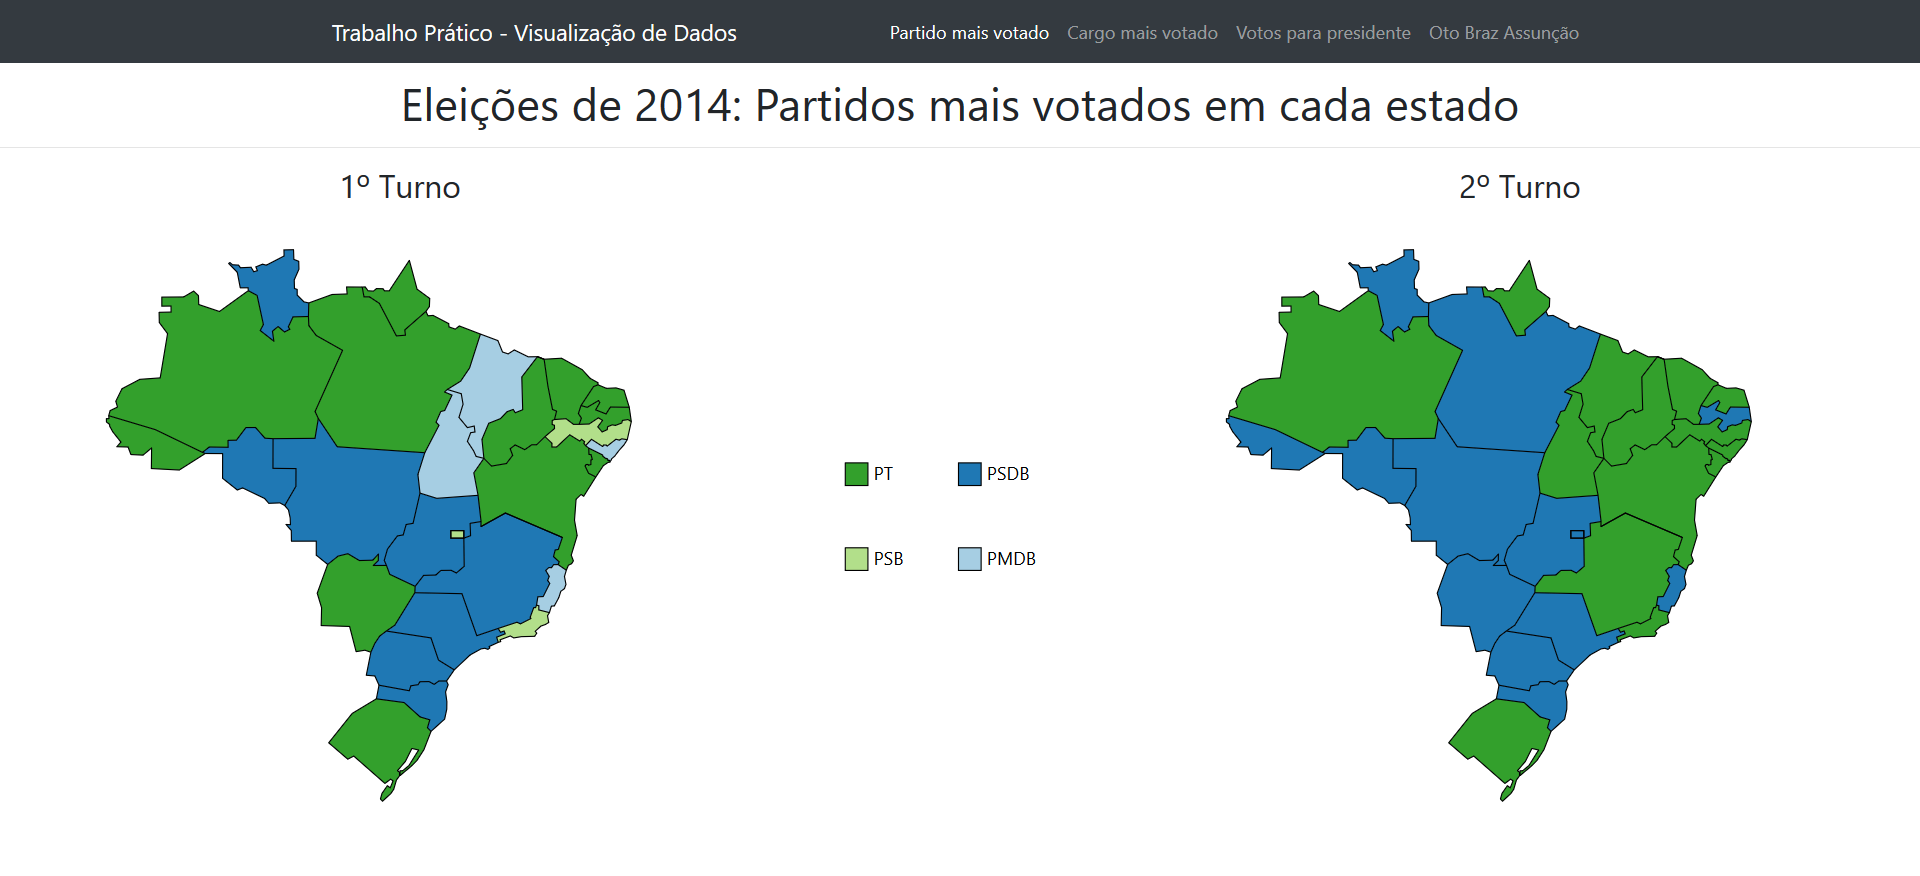 Trabalho Prático - Visualização de Dados
Partido mais votado
Cargo mais votado
Votos para presidente
Oto Braz Assunção
Eleições de 2014: Partidos mais votados em cada estado
1º Turno
2º Turno
PT
PSDB
PSB
PMDB